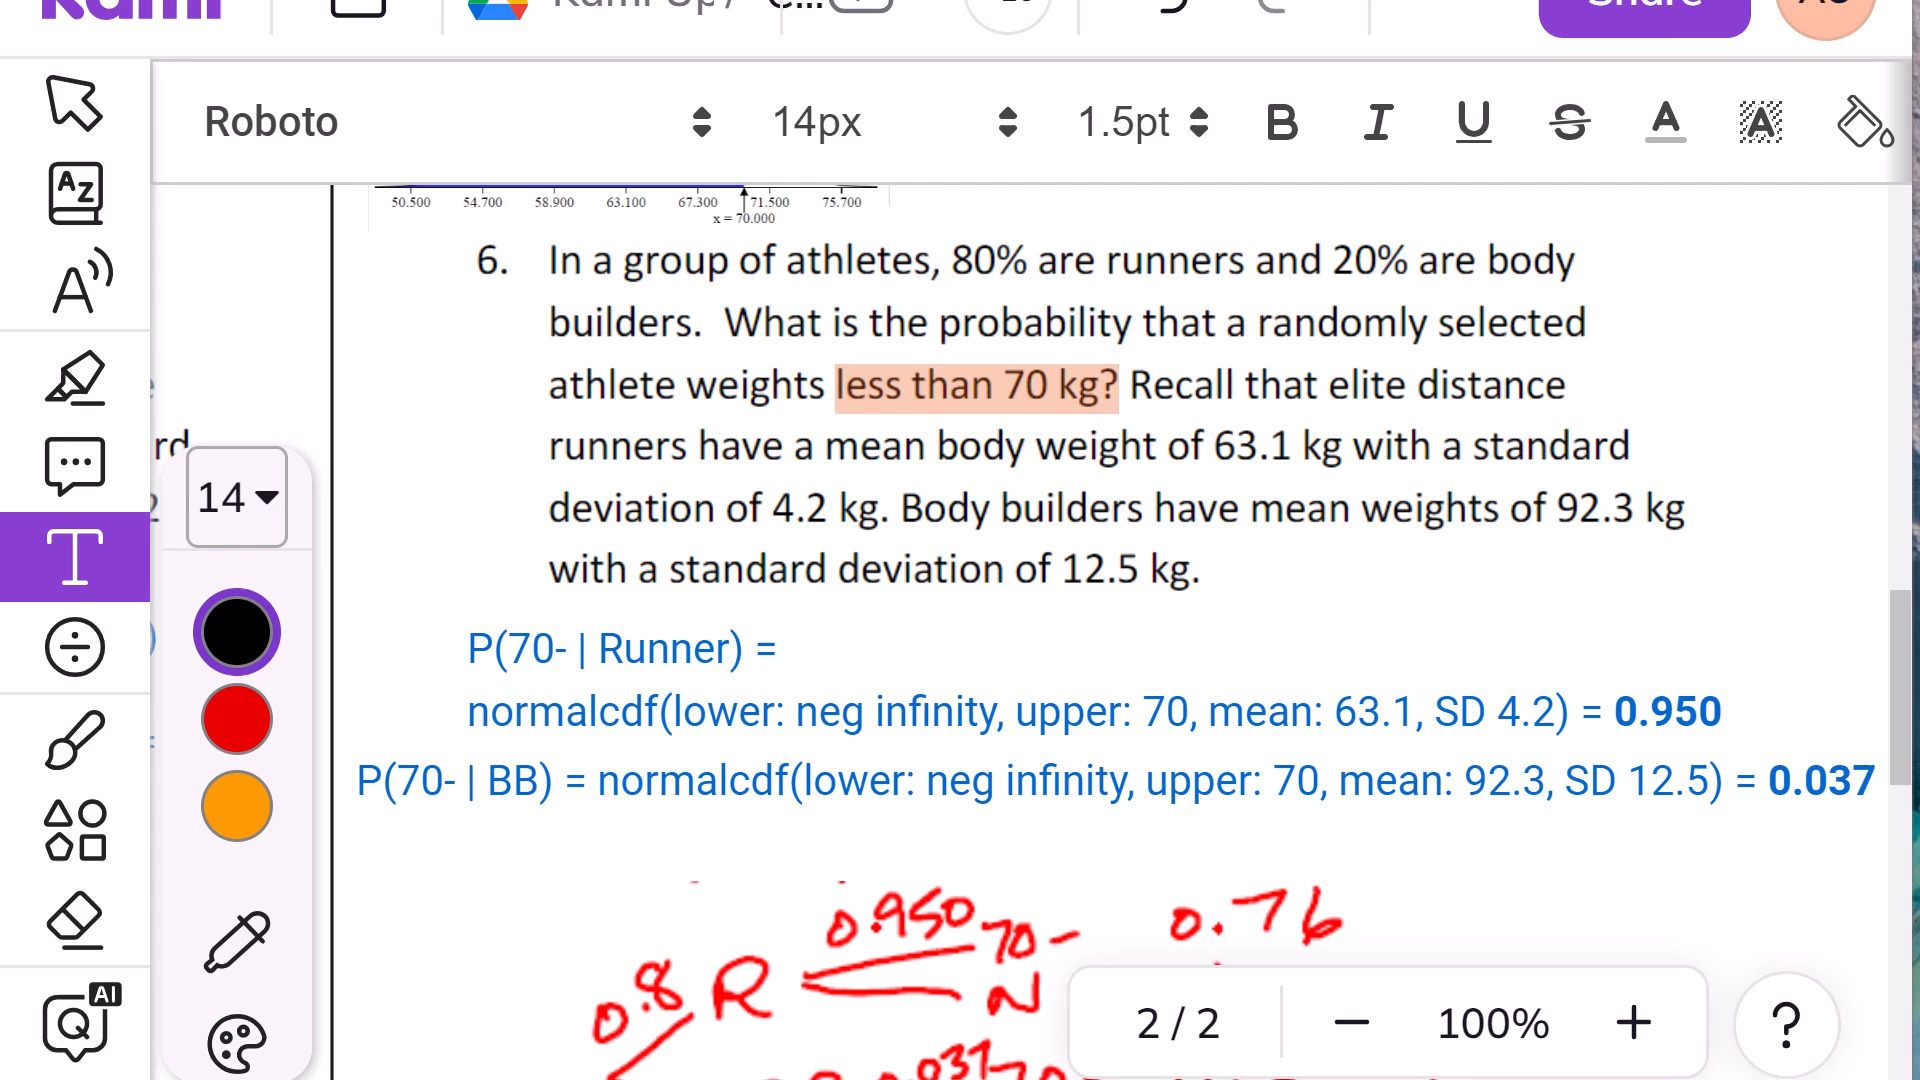 Share
Roboto
14px
1.5pt
B I U S A A
50.500 54.700 58.900 63.100 67.300 71.500 75.700
x = 70.000
6. In a group of athletes, 80% are runners and 20% are body
builders. What is the probability that a randomly selected
athlete weights less than 70 kg? Recall that elite distance
runners have a mean body weight of 63.1 kg with a standard
deviation of 4.2 kg. Body builders have mean weights of 92.3 kg
with a standard deviation of 12.5 kg.
rd
14
P(70- | Runner) =
normalcdf(lower: neg infinity, upper: 70, mean: 63.1, SD 4.2) = 0.950
P(70- | BB) = normalcdf(lower: neg infinity, upper: 70, mean: 92.3, SD 12.5) = 0.037
0.950 70- 0.76
0.8 R N
AI
2 / 2
100%
?